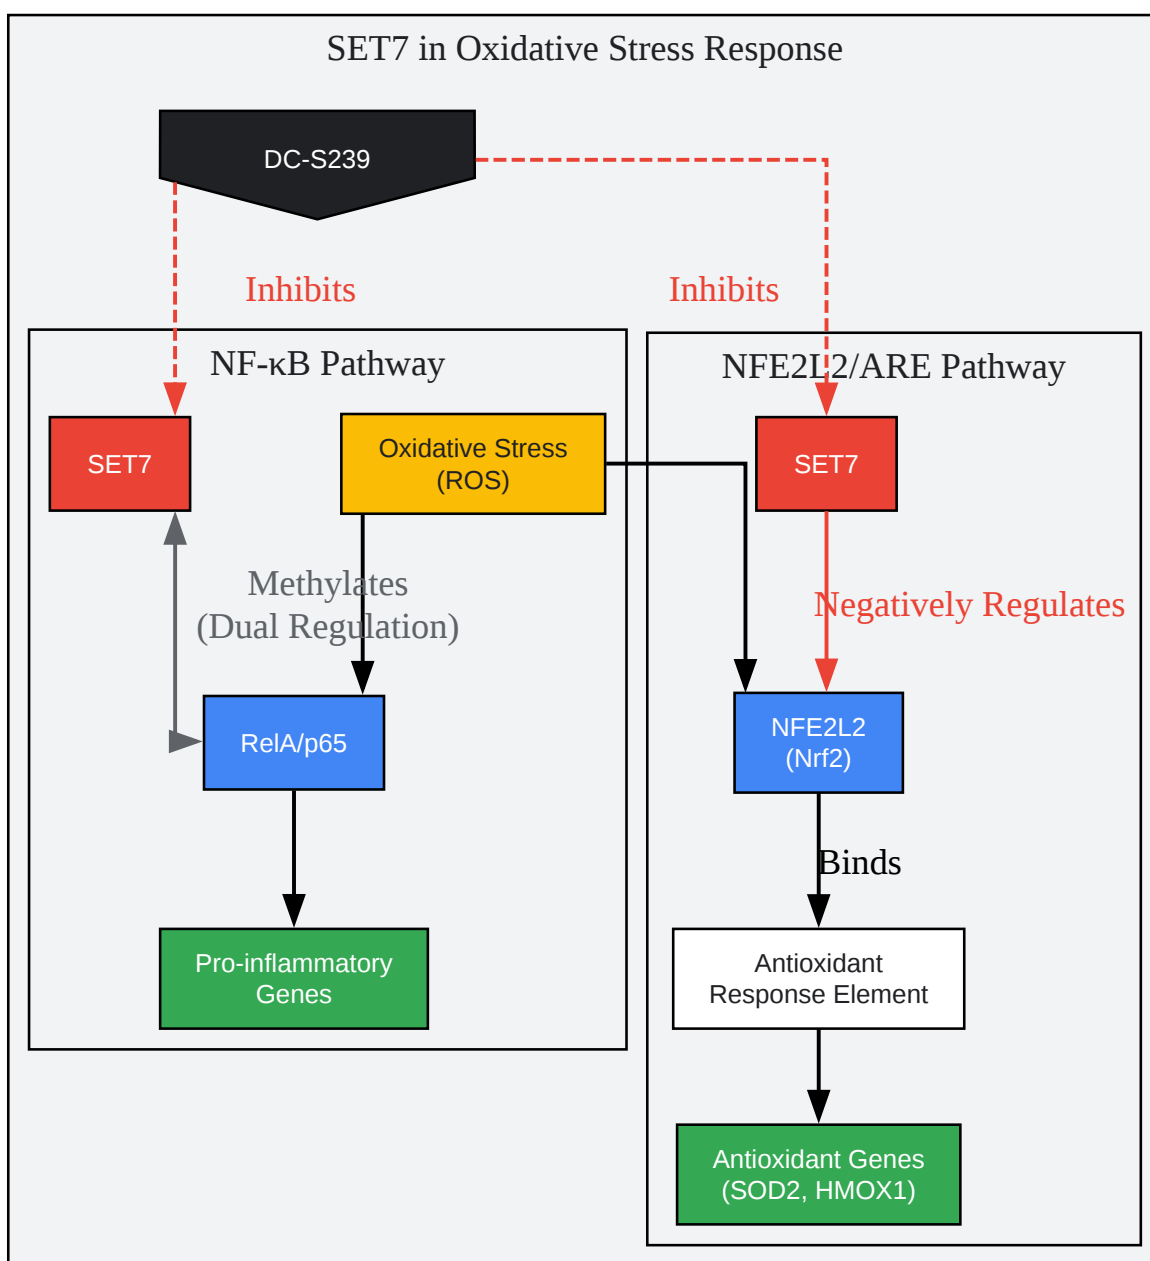 SET7 in Oxidative Stress Response
DC-S239
Inhibits
Inhibits
NF-κB Pathway
NFE2L2/ARE Pathway
SET7
Oxidative Stress
(ROS)
SET7
Methylates
(Dual Regulation)
Negatively Regulates
RelA/p65
NFE2L2
(Nrf2)
Binds
Pro-inflammatory
Genes
Antioxidant
Response Element
Antioxidant Genes
(SOD2, HMOX1)